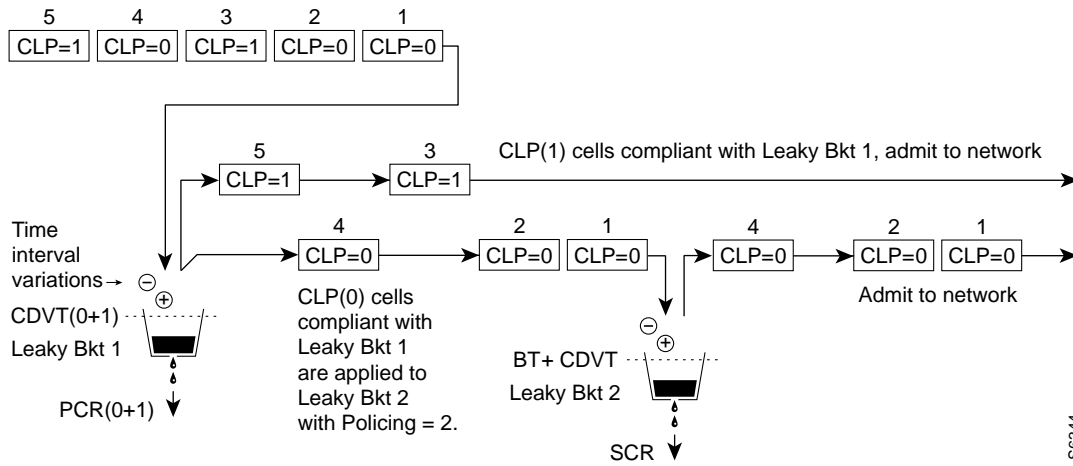 5 4 3 2 1
CLP=1 CLP=0 CLP=1 CLP=0 CLP=0
5 3
CLP=1 CLP=1
CLP(1) cells compliant with Leaky Bkt 1, admit to network
4 2 1 4 2 1
CLP=0 CLP=0 CLP=0 CLP=0 CLP=0 CLP=0
Time
interval
variations
− +
CDVT(0+1)
Leaky Bkt 1
PCR(0+1)
CLP(0) cells
compliant with
Leaky Bkt 1
are applied to
Leaky Bkt 2
with Policing = 2.
− +
BT+ CDVT
Leaky Bkt 2
SCR
Admit to network
S6344